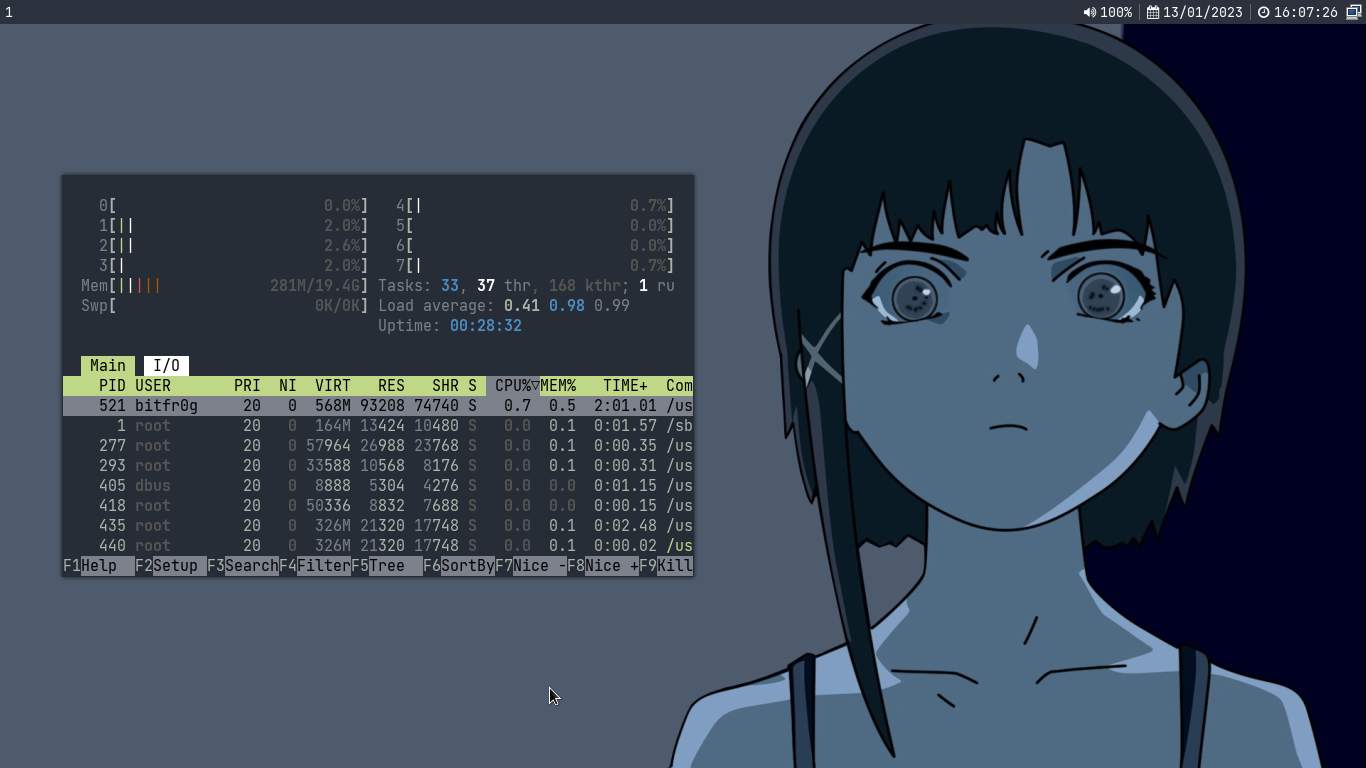 1 100% 13/01/2023 16:07:26
0[ 0.0%] 4[| 0.7%]
1[|| 2.0%] 5[ 0.0%]
2[|| 2.6%] 6[ 0.0%]
3[| 2.0%] 7[| 0.7%]
Mem[||||| 281M/19.4G] Tasks: 33, 37 thr, 168 kthr; 1 ru
Swp[ 0K/0K] Load average: 0.41 0.98 0.99
Uptime: 00:28:32
Main I/O
PID USER PRI NI VIRT RES SHR S CPU%▽MEM% TIME+ Com
521 bitfr0g 20 0 568M 93208 74740 S 0.7 0.5 2:01.01 /us
1 root 20 0 164M 13424 10480 S 0.0 0.1 0:01.57 /sb
277 root 20 0 57964 26988 23768 S 0.0 0.1 0:00.35 /us
293 root 20 0 33588 10568 8176 S 0.0 0.1 0:00.31 /us
405 dbus 20 0 8888 5304 4276 S 0.0 0.0 0:01.15 /us
418 root 20 0 50336 8832 7688 S 0.0 0.0 0:00.15 /us
435 root 20 0 326M 21320 17748 S 0.0 0.1 0:02.48 /us
440 root 20 0 326M 21320 17748 S 0.0 0.1 0:00.02 /us
F1Help F2Setup F3SearchF4FilterF5Tree F6SortByF7Nice -F8Nice +F9Kill